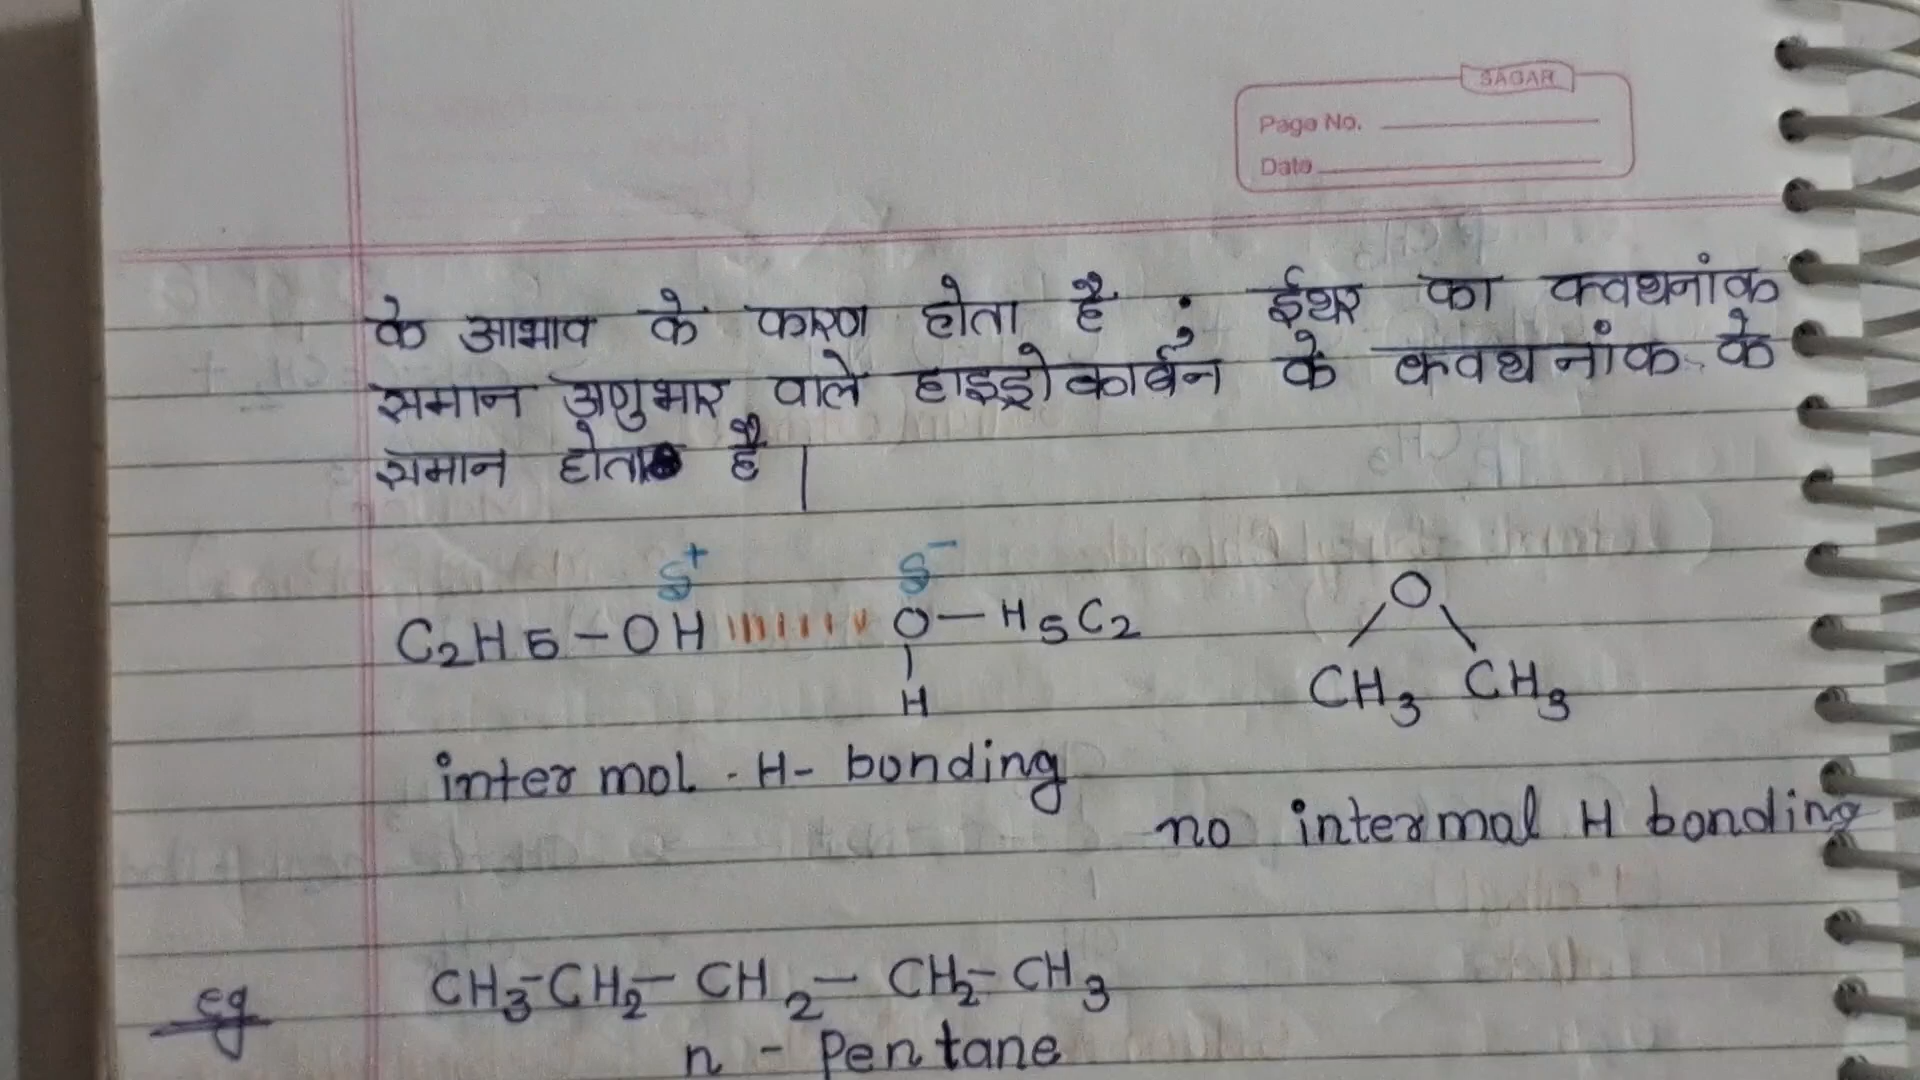 SAGAR
Page No.
Date
के आभाव के कारण होता है : ईथर का क्वथनांक
समान अणुभार वाले हाइड्रोकार्बन के क्वथनांक के
समान होता है |
δ+ δ-
C2H5-OH ''''''' O-H5C2
H
O
CH3 CH3
inter mol - H- bonding
no intermol H bonding
eg CH3-CH2-CH2-CH2-CH3
n - Pentane